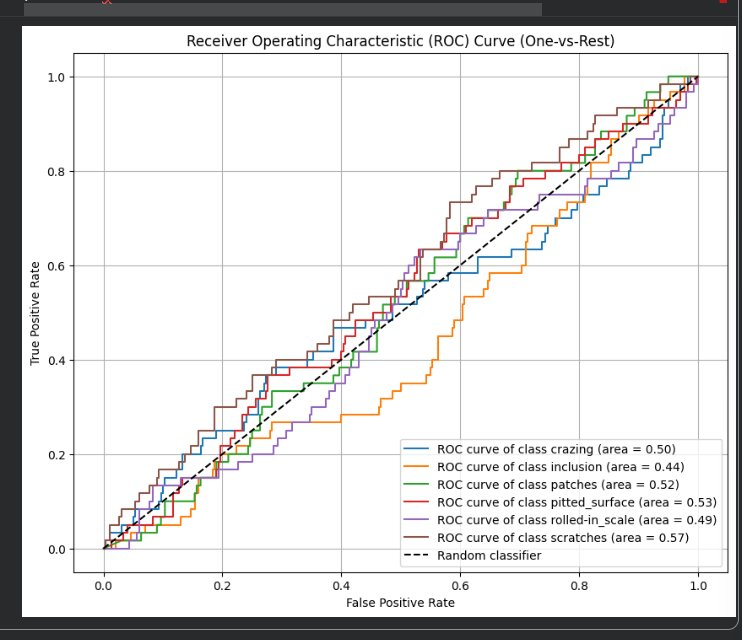 Receiver Operating Characteristic (ROC) Curve (One-vs-Rest)
True Positive Rate
1.0
0.8
0.6
0.4
0.2
0.0
ROC curve of class crazing (area = 0.50)
ROC curve of class inclusion (area = 0.44)
ROC curve of class patches (area = 0.52)
ROC curve of class pitted_surface (area = 0.53)
ROC curve of class rolled-in_scale (area = 0.49)
ROC curve of class scratches (area = 0.57)
Random classifier
0.0 0.2 0.4 0.6 0.8 1.0
False Positive Rate